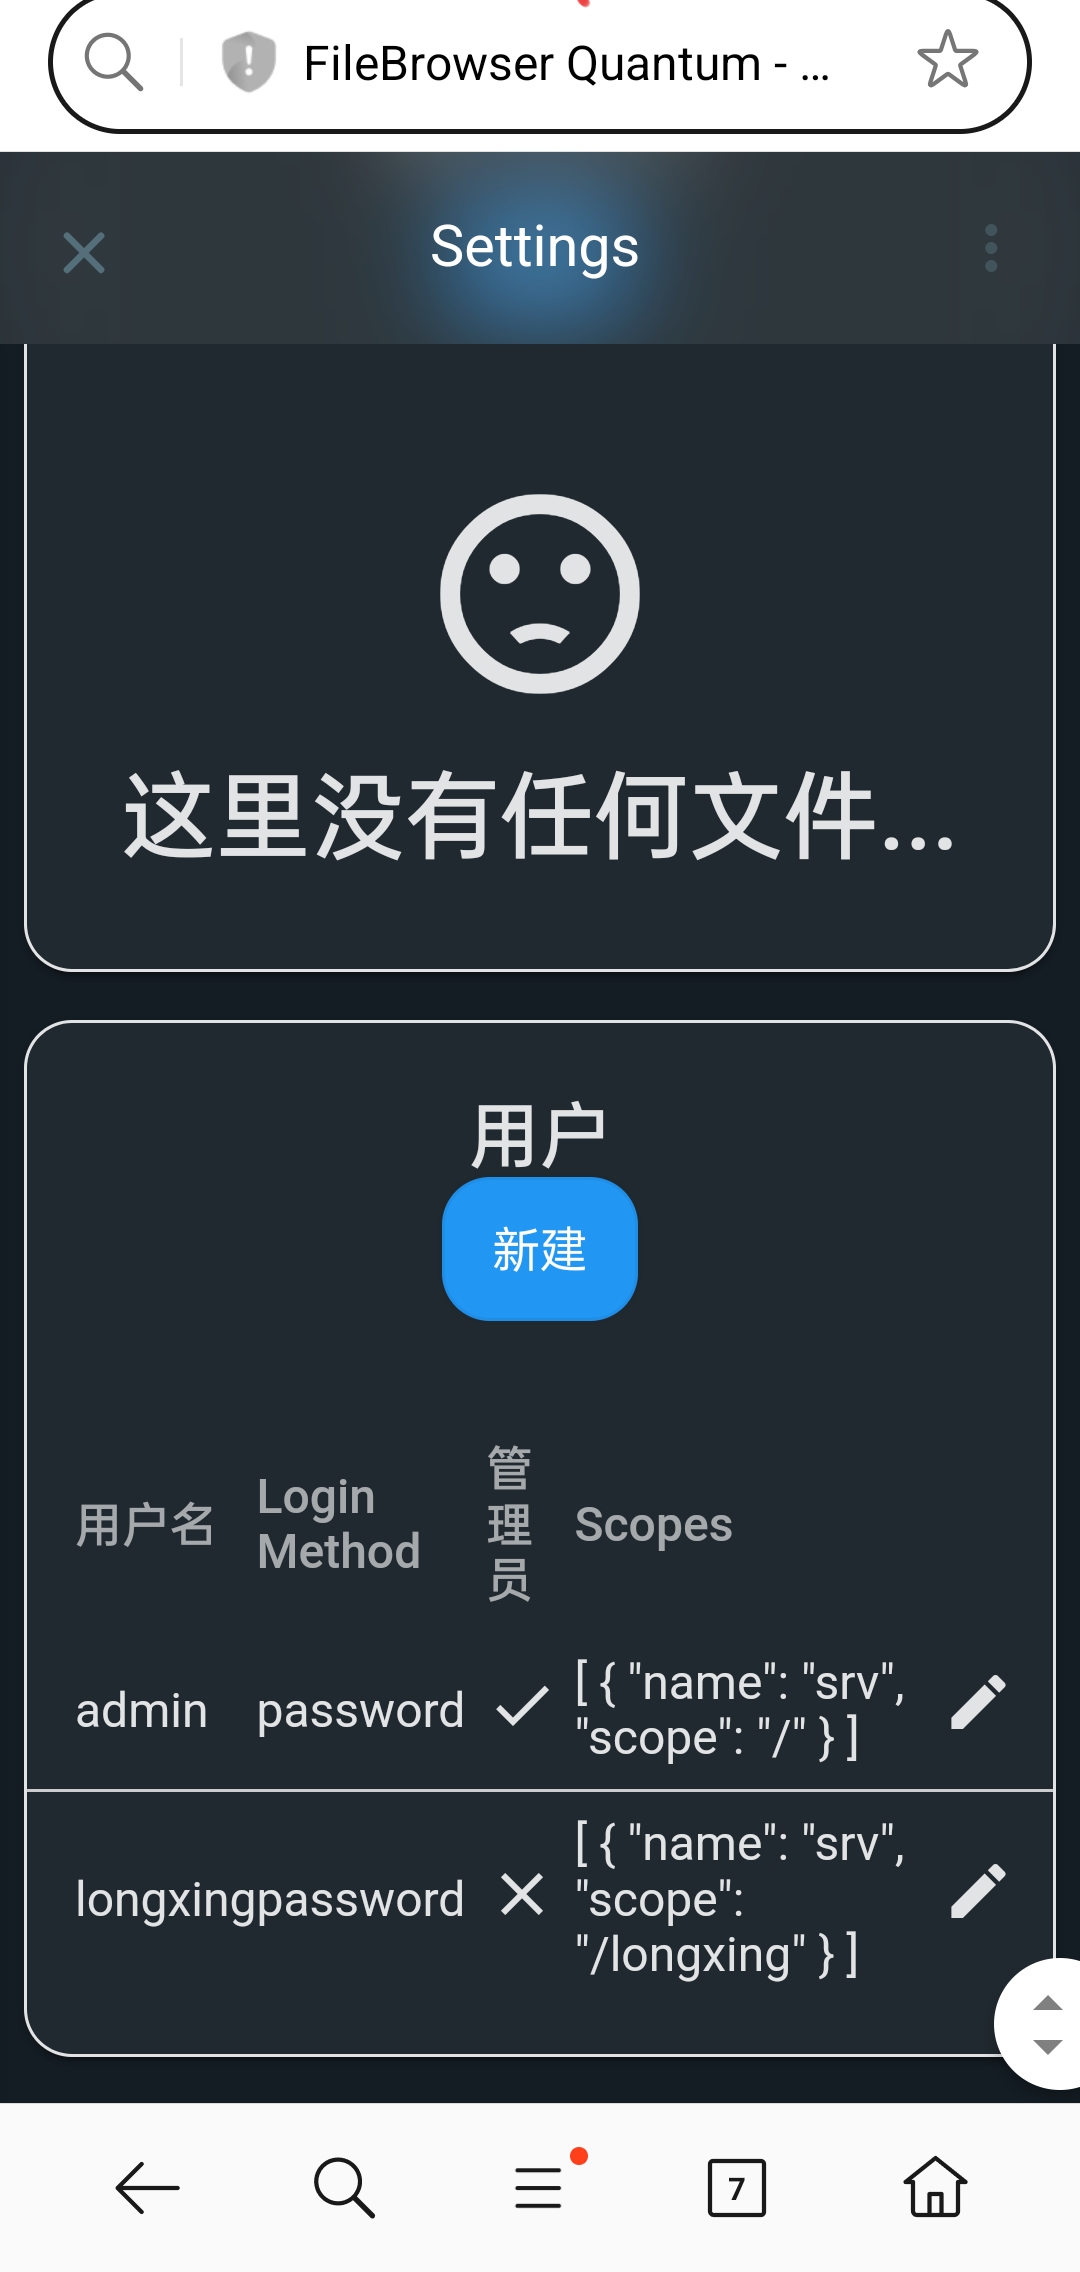 FileBrowser Quantum - ...
Settings
这里没有任何文件...
用户
新建
用户名 Login Method 管理员 Scopes
admin password [ { "name": "srv",
"scope": "/" } ]
longxing password [ { "name": "srv",
"scope":
"/longxing" } ]
7